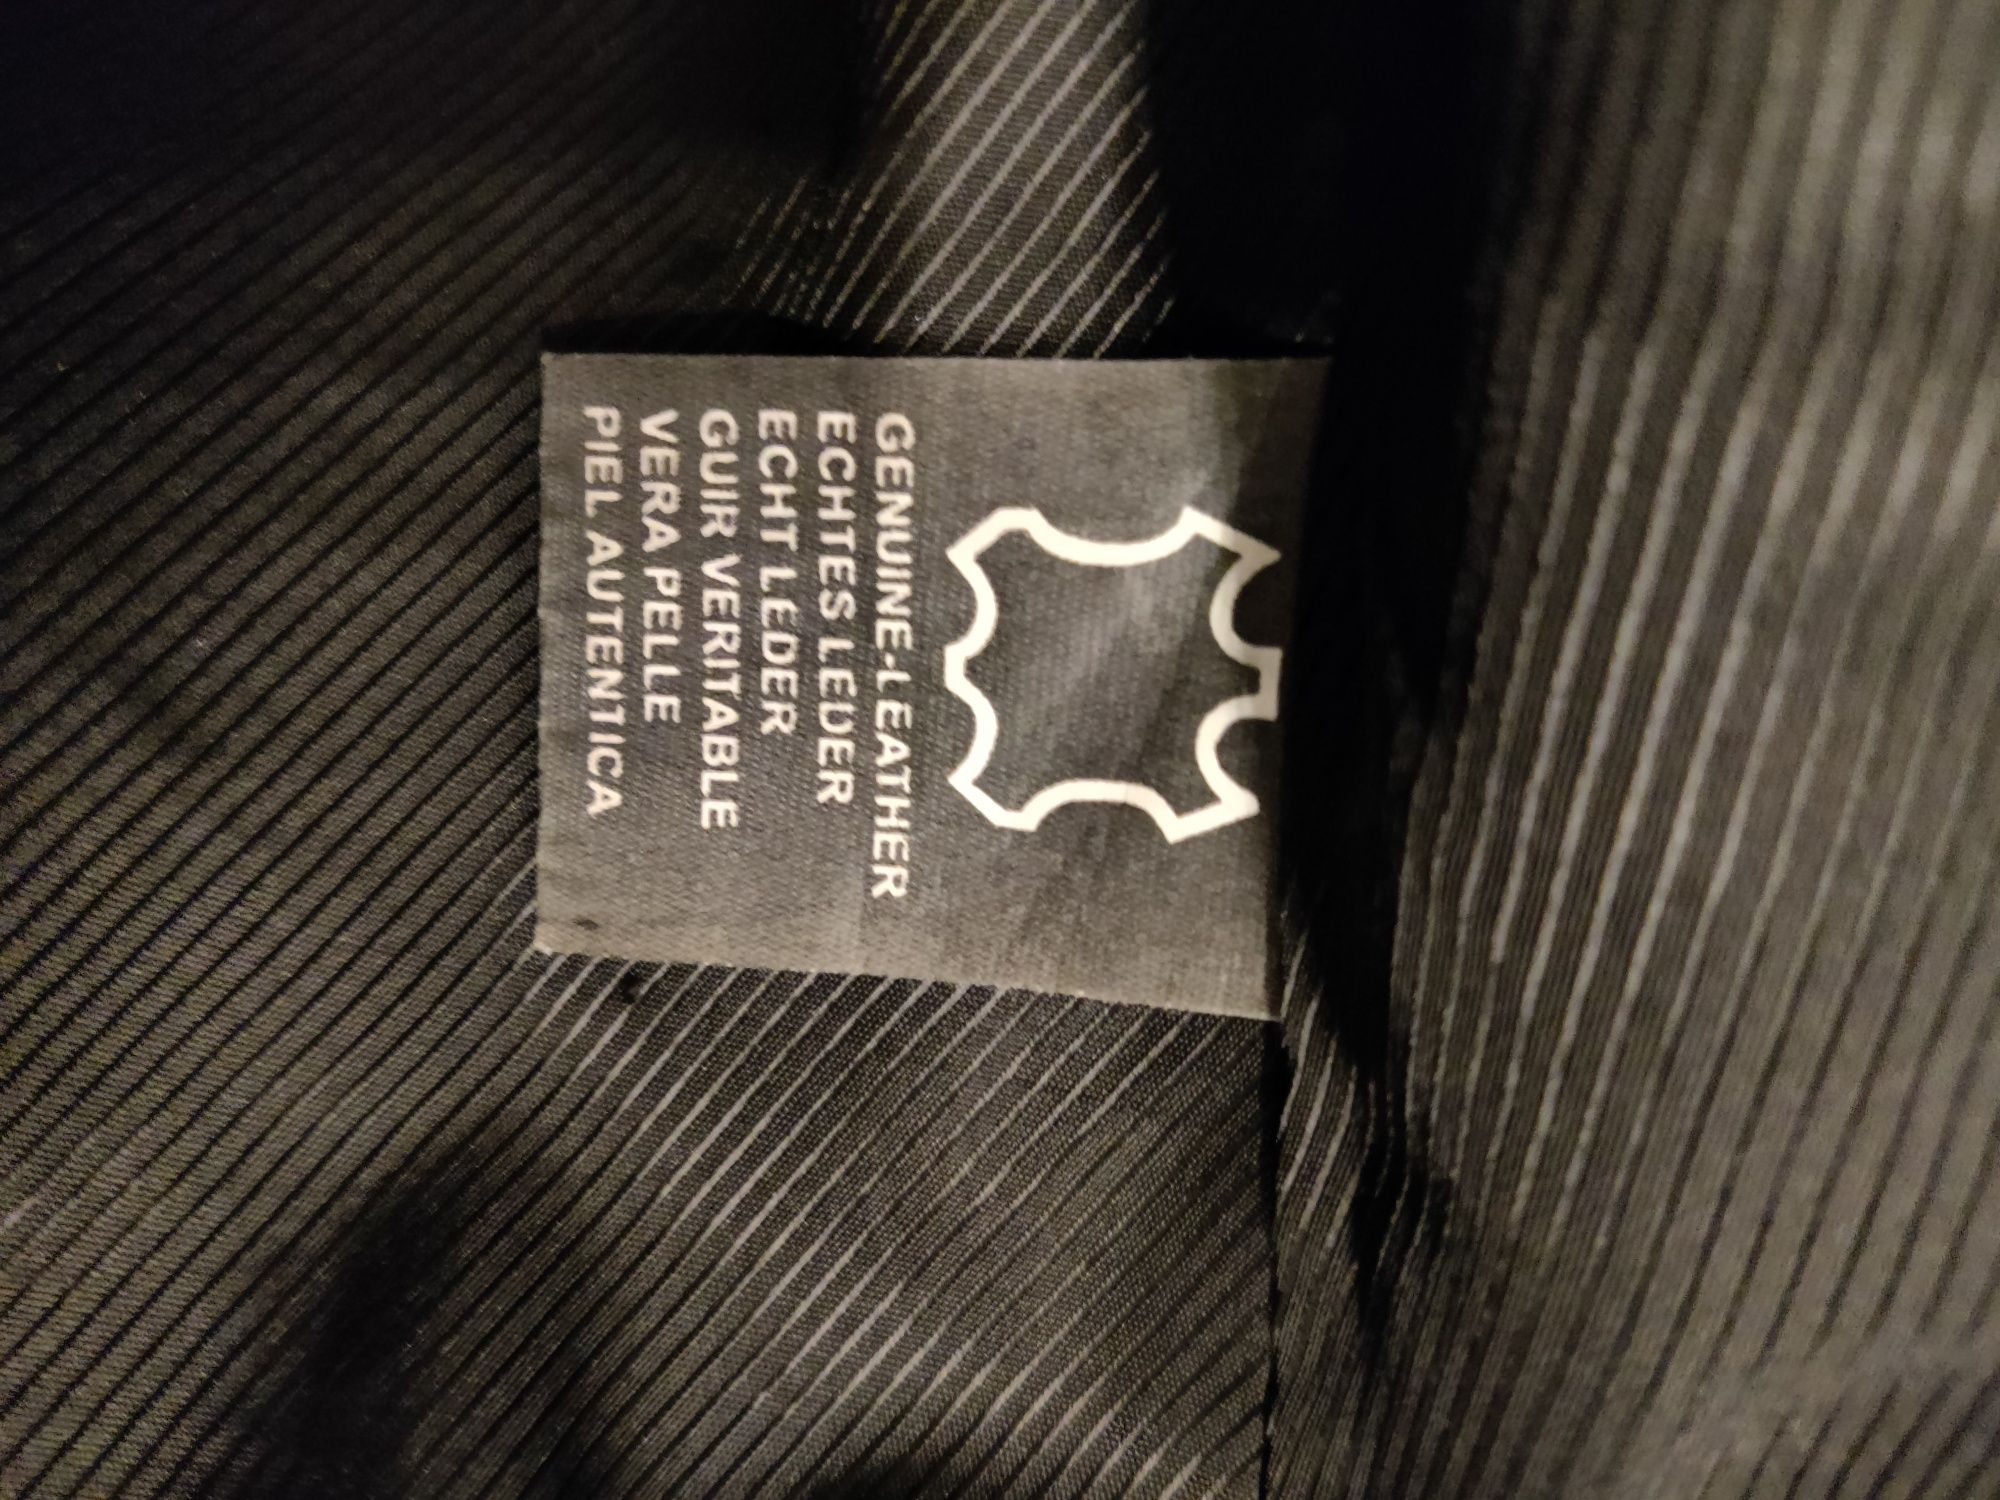 GENUINE-LEATHER
ECHTES LEDER
ECHT LEDER
GUIR VERITABLE
VERA PELLE
PIEL AUTENTICA